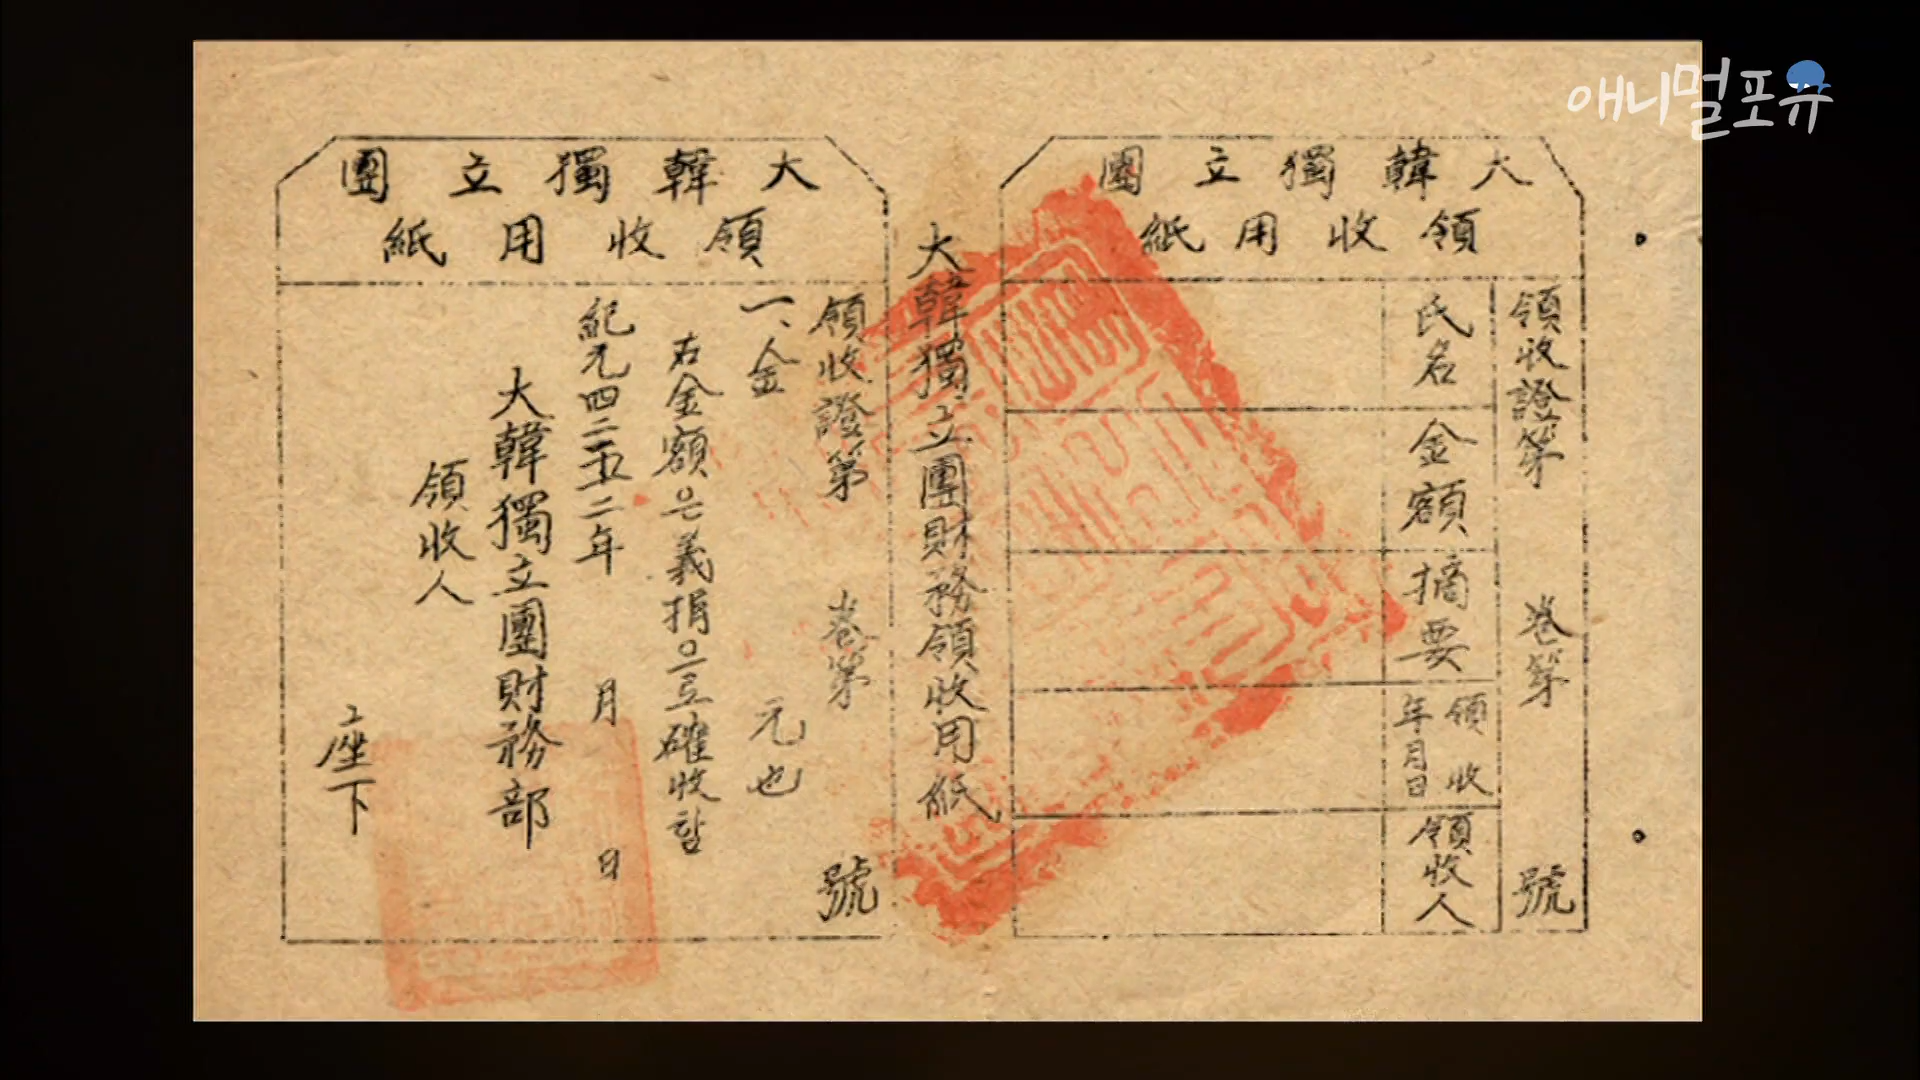 애니멀포유
大韓獨立團
領收用紙
領收證第 卷第 號
氏名
金額
摘要
領收
年月日
領收人
大韓獨立團財務領收用紙
大韓獨立團
領收用紙
領收證第 卷第 號
一、金 元也
右金額은義捐으로確收함
紀元四二五二年 月 日
大韓獨立團財務部
領收人
座下